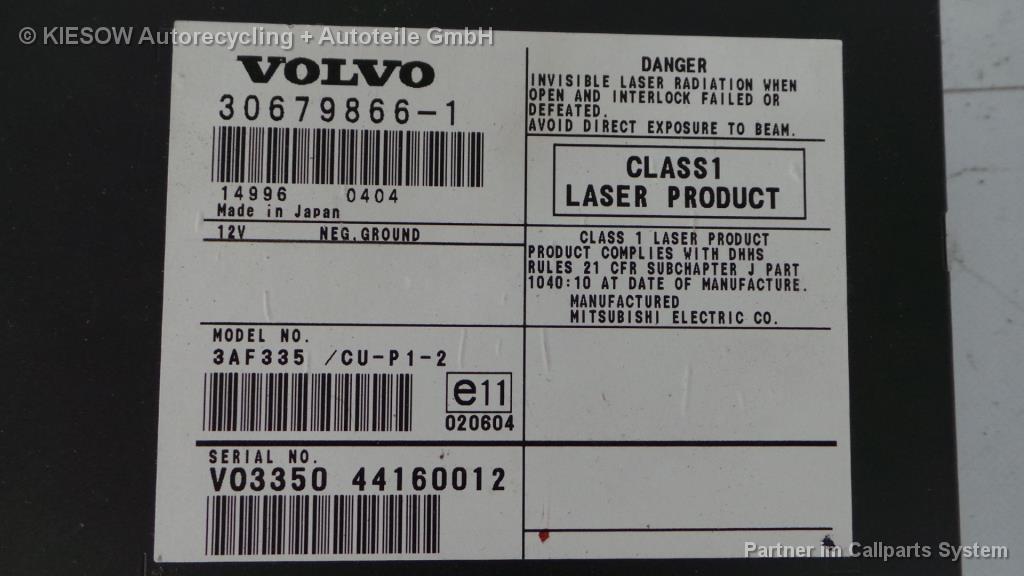 © KIESOW Autorecycling + Autoteile GmbH
VOLVO
30679866-1
14996 0404
Made in Japan
12V NEG.GROUND
MODEL NO.
3AF335 /CU-P1-2
e11
020604
SERIAL NO.
VO3350 44160012
DANGER
INVISIBLE LASER RADIATION WHEN
OPEN AND INTERLOCK FAILED OR
DEFEATED.
AVOID DIRECT EXPOSURE TO BEAM.
CLASS1
LASER PRODUCT
CLASS 1 LASER PRODUCT
PRODUCT COMPLIES WITH DHHS
RULES 21 CFR SUBCHAPTER J PART
1040:10 AT DATE OF MANUFACTURE.
MANUFACTURED
MITSUBISHI ELECTRIC CO.
Partner im Callparts System